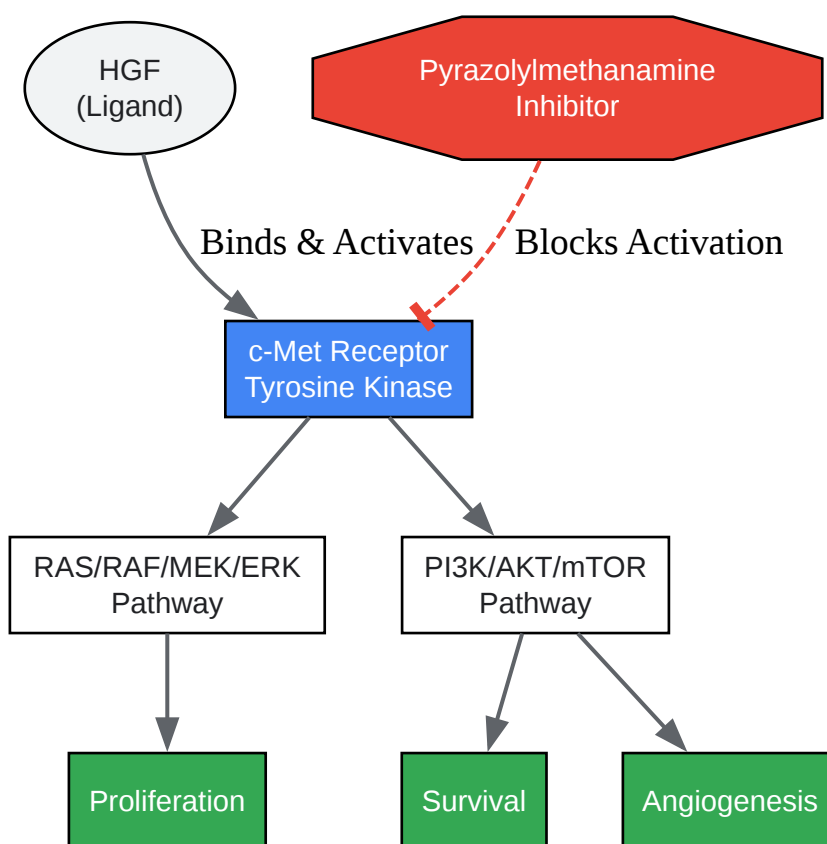 HGF
(Ligand)
Pyrazolylmethanamine
Inhibitor
Binds & Activates
Blocks Activation
c-Met Receptor
Tyrosine Kinase
RAS/RAF/MEK/ERK
Pathway
PI3K/AKT/mTOR
Pathway
Proliferation
Survival
Angiogenesis